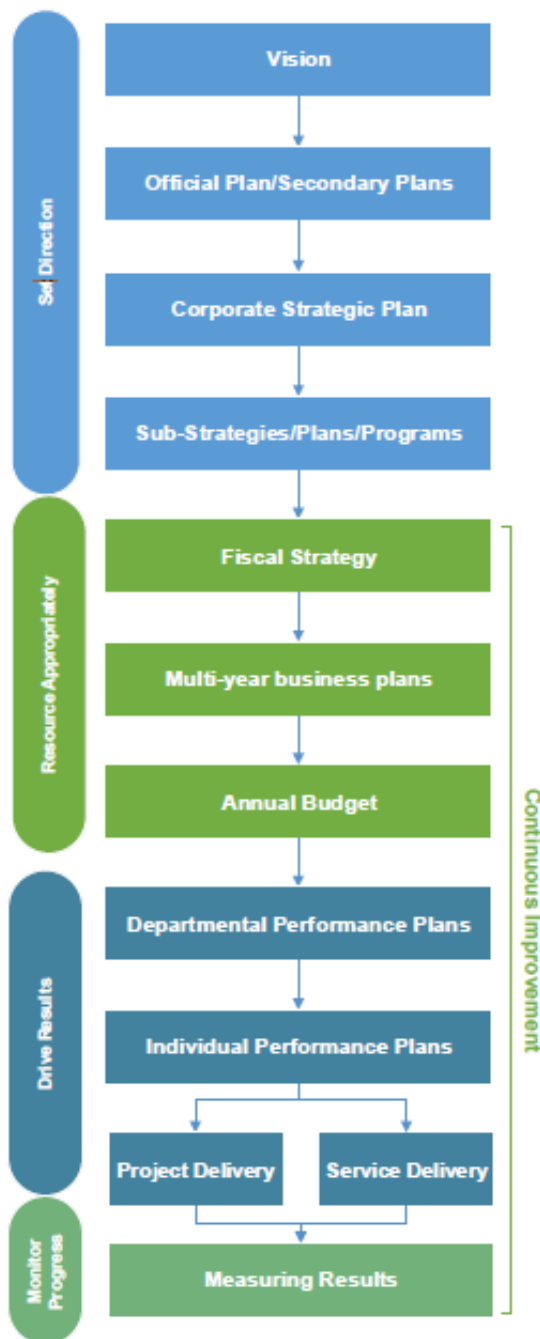 Set Direction
Vision
Official Plan/Secondary Plans
Corporate Strategic Plan
Sub-Strategies/Plans/Programs
Resource Appropriately
Fiscal Strategy
Multi-year business plans
Annual Budget
Continuous Improvement
Drive Results
Departmental Performance Plans
Individual Performance Plans
Project Delivery
Service Delivery
Monitor
Progress
Measuring Results